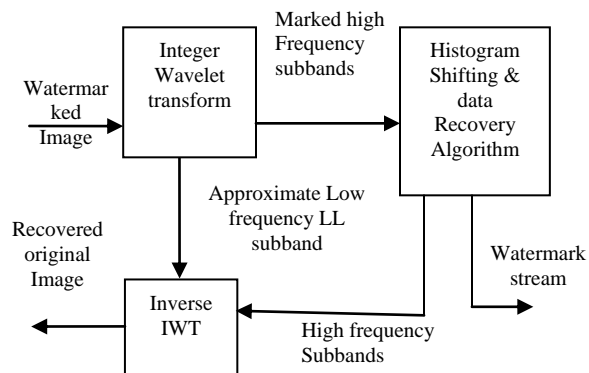 Marked high
Frequency
subbands
Integer
Wavelet
transform
Histogram
Shifting &
data
Recovery
Algorithm
Watermar
ked
Image
Approximate Low
frequency LL
subband
Recovered
original
Image
Watermark
stream
Inverse
IWT
High frequency
Subbands